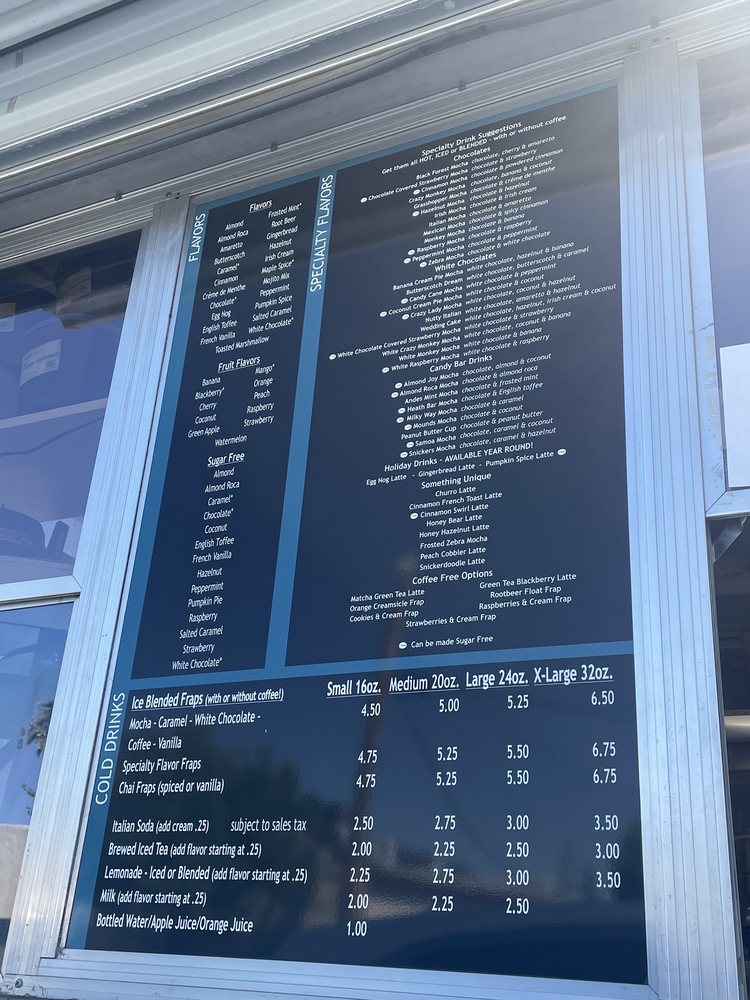 FLAVORS
Flavors
Almond
Almond Roca
Amaretto
Butterscotch
Caramel*
Cinnamon
Créme de Menthe
Chocolate*
Egg Nog
English Toffee
French Vanilla
Frosted Mint*
Root Beer
Gingerbread
Hazelnut
Irish Cream
Maple Spice*
Mojito Mix
Peppermint
Pumpkin Spice
Salted Caramel
White Chocolate*
Toasted Marshmallow
Fruit Flavors
Banana
Blackberry*
Cherry
Coconut
Green Apple
Mango*
Orange
Peach
Raspberry
Strawberry
Watermelon
Sugar Free
Almond
Almond Roca
Caramel*
Chocolate*
Coconut
English Toffee
French Vanilla
Hazelnut
Peppermint
Pumpkin Pie
Raspberry
Salted Caramel
Strawberry
White Chocolate*
SPECIALTY FLAVORS
Specialty Drink Suggestions
Get them all HOT, ICED or BLENDED - with or without coffee
Chocolates
Black Forest Mocha chocolate, cherry & amaretto
Chocolate Covered Strawberry Mocha chocolate & strawberry
Cinnamon Mocha chocolate & powdered cinnamon
Crazy Monkey Mocha chocolate, banana & coconut
Grasshopper Mocha chocolate & créme de menthe
Hazelnut Mocha chocolate & hazelnut
Irish Mocha chocolate & irish cream
Italian Mocha chocolate & amaretto
Mexican Mocha chocolate & spicy cinnamon
Monkey Mocha chocolate & banana
Raspberry Mocha chocolate & raspberry
Peppermint Mocha chocolate & peppermint
Zebra Mocha chocolate & white chocolate
White Chocolates
Banana Cream Pie Mocha white chocolate, hazelnut & banana
Butterscotch Dream white chocolate, butterscotch & caramel
Candy Cane Mocha white chocolate & peppermint
Coconut Cream Pie Mocha white chocolate & coconut
Crazy Lady Mocha white chocolate, coconut & hazelnut
Nutty Italian white chocolate, amaretto & hazelnut
Wedding Cake white chocolate, hazelnut, irish cream & coconut
White Chocolate Covered Strawberry Mocha white chocolate & strawberry
White Crazy Monkey Mocha white chocolate, coconut & banana
White Monkey Mocha white chocolate & banana
White Raspberry Mocha white chocolate & raspberry
Candy Bar Drinks
Almond Joy Mocha chocolate, almond & coconut
Almond Roca Mocha chocolate & almond roca
Andes Mint Mocha chocolate & frosted mint
Heath Bar Mocha chocolate & English toffee
Milky Way Mocha chocolate & caramel
Mounds Mocha chocolate & coconut
Peanut Butter Cup chocolate & peanut butter
Samoa Mocha chocolate, caramel & coconut
Snickers Mocha chocolate, caramel & hazelnut
Holiday Drinks - AVAILABLE YEAR ROUND!
Egg Nog Latte - Gingerbread Latte - Pumpkin Spice Latte
Something Unique
Churro Latte
Cinnamon French Toast Latte
Cinnamon Swirl Latte
Honey Bear Latte
Honey Hazelnut Latte
Frosted Zebra Mocha
Peach Cobbler Latte
Snickerdoodle Latte
Coffee Free Options
Matcha Green Tea Latte
Orange Creamsicle Frap
Cookies & Cream Frap
Green Tea Blackberry Latte
Rootbeer Float Frap
Raspberries & Cream Frap
Strawberries & Cream Frap
Can be made Sugar Free
COLD DRINKS
Small 16oz. Medium 20oz. Large 24oz. X-Large 32oz.
Ice Blended Fraps (with or without coffee!) 4.50 5.00 5.25 6.50
Mocha - Caramel - White Chocolate -
Coffee - Vanilla
Specialty Flavor Fraps 4.75 5.25 5.50 6.75
Chai Fraps (spiced or vanilla) 4.75 5.25 5.50 6.75
Italian Soda (add cream .25) subject to sales tax 2.50 2.75 3.00 3.50
Brewed Iced Tea (add flavor starting at .25) 2.00 2.25 2.50 3.00
Lemonade - Iced or Blended (add flavor starting at .25) 2.25 2.75 3.00 3.50
Milk (add flavor starting at .25) 2.00 2.25 2.50
Bottled Water/Apple Juice/Orange Juice 1.00